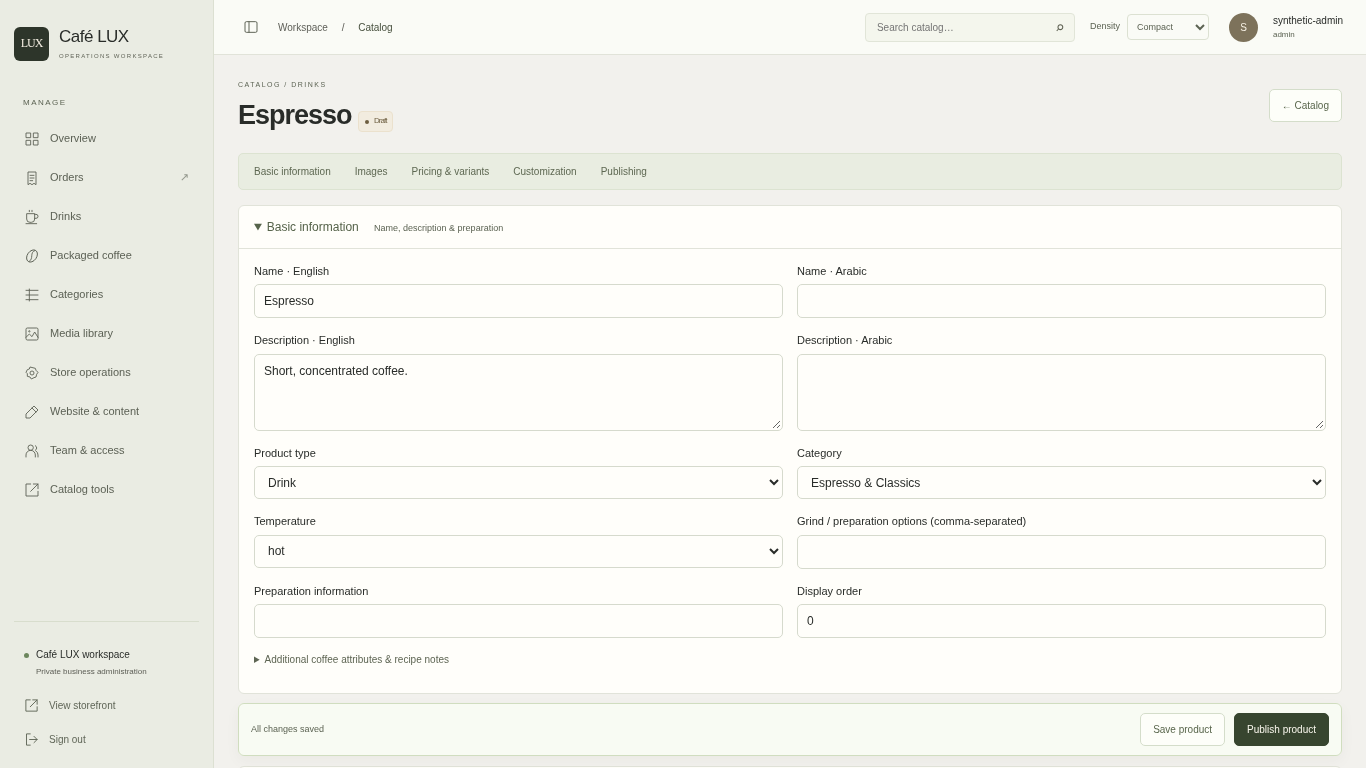 LUX
Café LUX
OPERATIONS WORKSPACE
MANAGE
Overview
Orders ↗
Drinks
Packaged coffee
Categories
Media library
Store operations
Website & content
Team & access
Catalog tools
Café LUX workspace
Private business administration
View storefront
Sign out
Workspace / Catalog
Search catalog…
Density
Compact
S
synthetic-admin
admin
CATALOG / DRINKS
Espresso
Draft
← Catalog
Basic information Images Pricing & variants Customization Publishing
▼ Basic information Name, description & preparation
Name · English
Espresso
Name · Arabic
Description · English
Short, concentrated coffee.
Description · Arabic
Product type
Drink
Category
Espresso & Classics
Temperature
hot
Grind / preparation options (comma-separated)
Preparation information
Display order
0
▶ Additional coffee attributes & recipe notes
All changes saved
Save product
Publish product